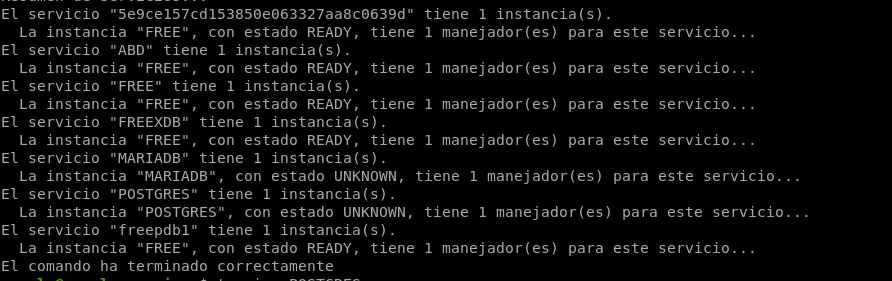 El servicio "5e9ce157cd153850e063327aa8c0639d" tiene 1 instancia(s).
La instancia "FREE", con estado READY, tiene 1 manejador(es) para este servicio...
El servicio "ABD" tiene 1 instancia(s).
La instancia "FREE", con estado READY, tiene 1 manejador(es) para este servicio...
El servicio "FREE" tiene 1 instancia(s).
La instancia "FREE", con estado READY, tiene 1 manejador(es) para este servicio...
El servicio "FREEXDB" tiene 1 instancia(s).
La instancia "FREE", con estado READY, tiene 1 manejador(es) para este servicio...
El servicio "MARIADB" tiene 1 instancia(s).
La instancia "MARIADB", con estado UNKNOWN, tiene 1 manejador(es) para este servicio...
El servicio "POSTGRES" tiene 1 instancia(s).
La instancia "POSTGRES", con estado UNKNOWN, tiene 1 manejador(es) para este servicio...
El servicio "freepdb1" tiene 1 instancia(s).
La instancia "FREE", con estado READY, tiene 1 manejador(es) para este servicio...
El comando ha terminado correctamente